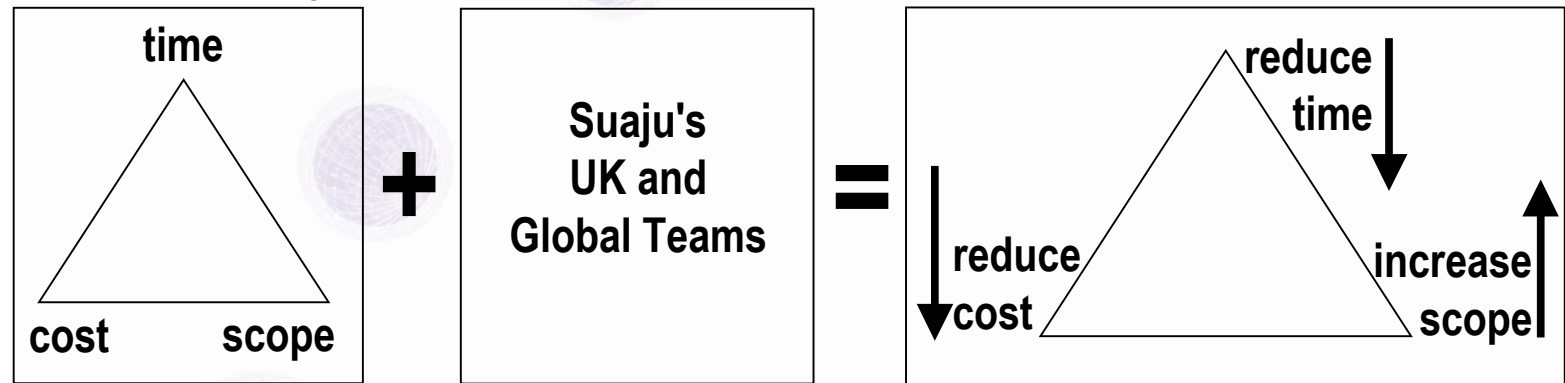 time
cost scope
+
Suaju's
UK and
Global Teams
=
reduce
time
reduce
cost
increase
scope